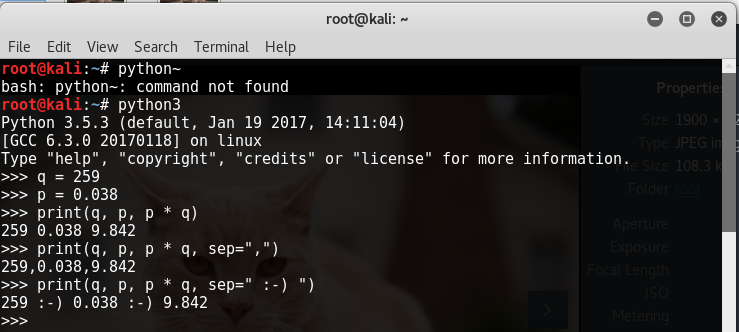 root@kali: ~
File Edit View Search Terminal Help
root@kali:~# python~
bash: python~: command not found
root@kali:~# python3
Python 3.5.3 (default, Jan 19 2017, 14:11:04)
[GCC 6.3.0 20170118] on linux
Type "help", "copyright", "credits" or "license" for more information.
>>> q = 259
>>> p = 0.038
>>> print(q, p, p * q)
259 0.038 9.842
>>> print(q, p, p * q, sep=",")
259,0.038,9.842
>>> print(q, p, p * q, sep=" :-) ")
259 :-) 0.038 :-) 9.842
>>>
Properties
Size 1900 ×
Type JPEG
File Size 108.3
Folder root
Aperture
Exposure
Focal Length
ISO
Metering